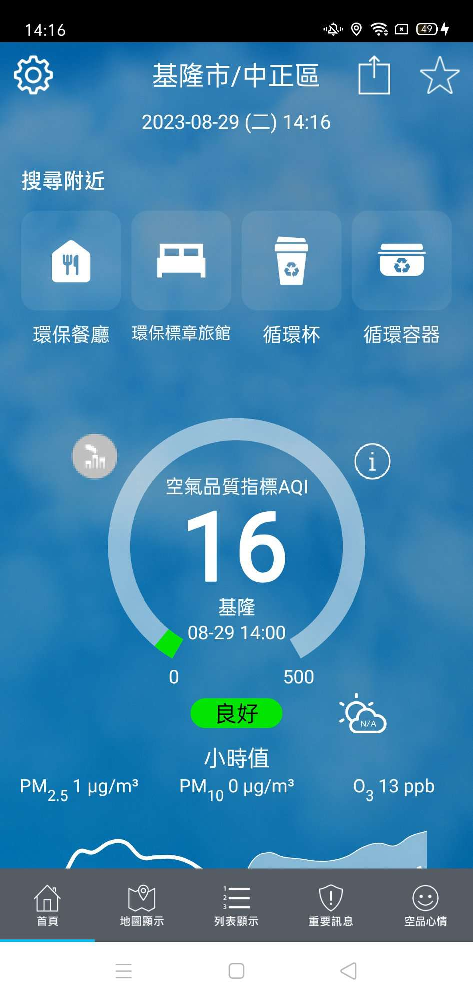 14:16
49
基隆市/中正區
2023-08-29 (二) 14:16
搜尋附近
環保餐廳
環保標章旅館
循環杯
循環容器
i
空氣品質指標AQI
16
基隆
08-29 14:00
0
500
良好
N/A
小時值
PM2.5 1 μg/m³
PM10 0 μg/m³
O3 13 ppb
首頁
地圖顯示
1
2
3
列表顯示
重要訊息
空品心情